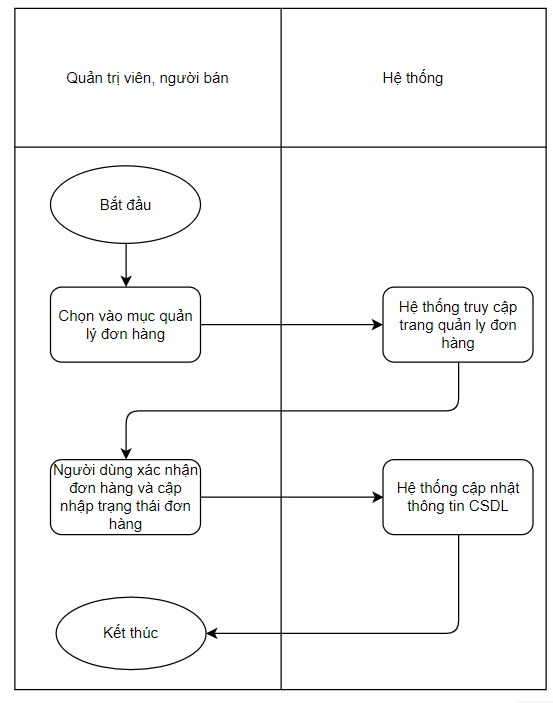 Quản trị viên, người bán
Hệ thống
Bắt đầu
Chọn vào mục quản
lý đơn hàng
Hệ thống truy cập
trang quản ly đơn
hàng
Người dùng xác nhận
đơn hàng và cập
nhập trạng thái đơn
hàng
Hệ thống cập nhật
thông tin CSDL
Kết thúc